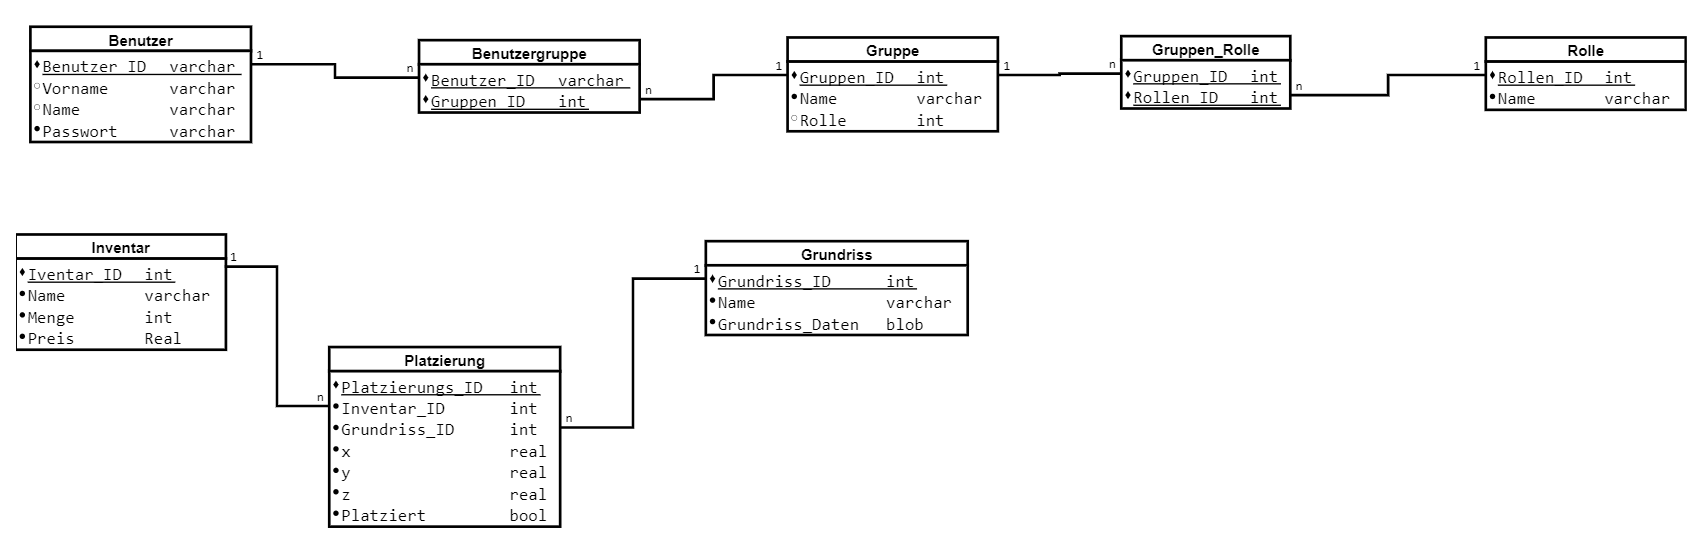 Benutzer
Benutzer_ID varchar
Vorname varchar
Name varchar
Passwort varchar
1
n
Benutzergruppe
Benutzer_ID varchar
Gruppen_ID int
n
1
Gruppe
Gruppen_ID int
Name varchar
Rolle int
1
n
Gruppen_Rolle
Gruppen_ID int
Rollen_ID int
n
1
Rolle
Rollen_ID int
Name varchar
Inventar
Iventar_ID int
Name varchar
Menge int
Preis Real
1
n
Platzierung
Platzierungs_ID int
Inventar_ID int
Grundriss_ID int
x real
y real
z real
Platziert bool
n
1
Grundriss
Grundriss_ID int
Name varchar
Grundriss_Daten blob